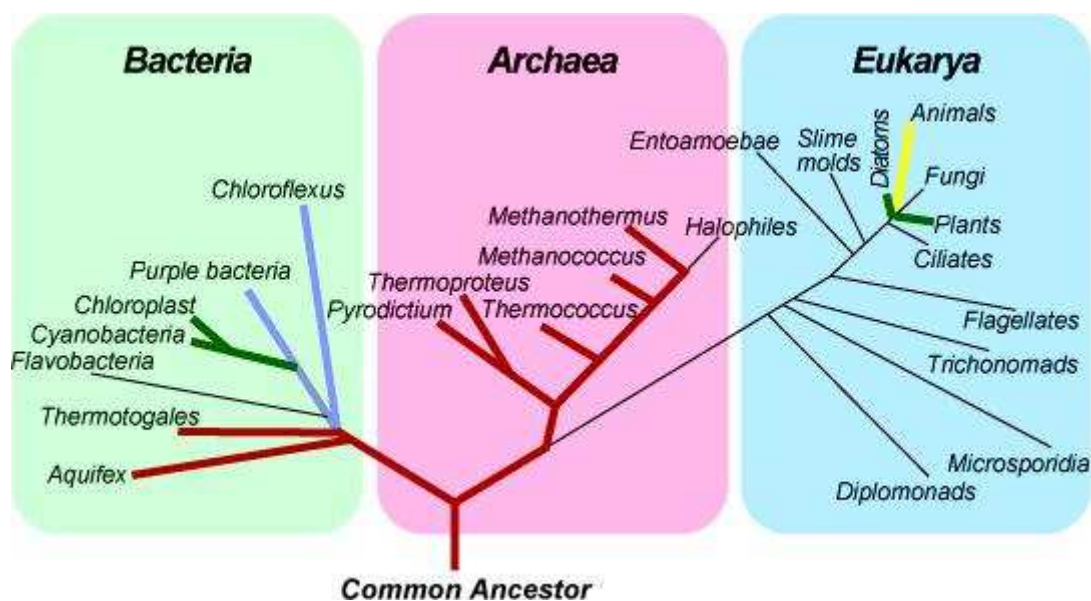 Bacteria
Archaea
Eukarya
Chloroflexus
Purple bacteria
Chloroplast
Cyanobacteria
Flavobacteria
Thermotogales
Aquifex
Methanothermus
Halophiles
Methanococcus
Thermoproteus
Pyrodictium
Thermococcus
Entoamoebae
Slime
molds
Diatoms
Animals
Fungi
Plants
Ciliates
Flagellates
Trichonomads
Microsporidia
Diplomonads
Common Ancestor